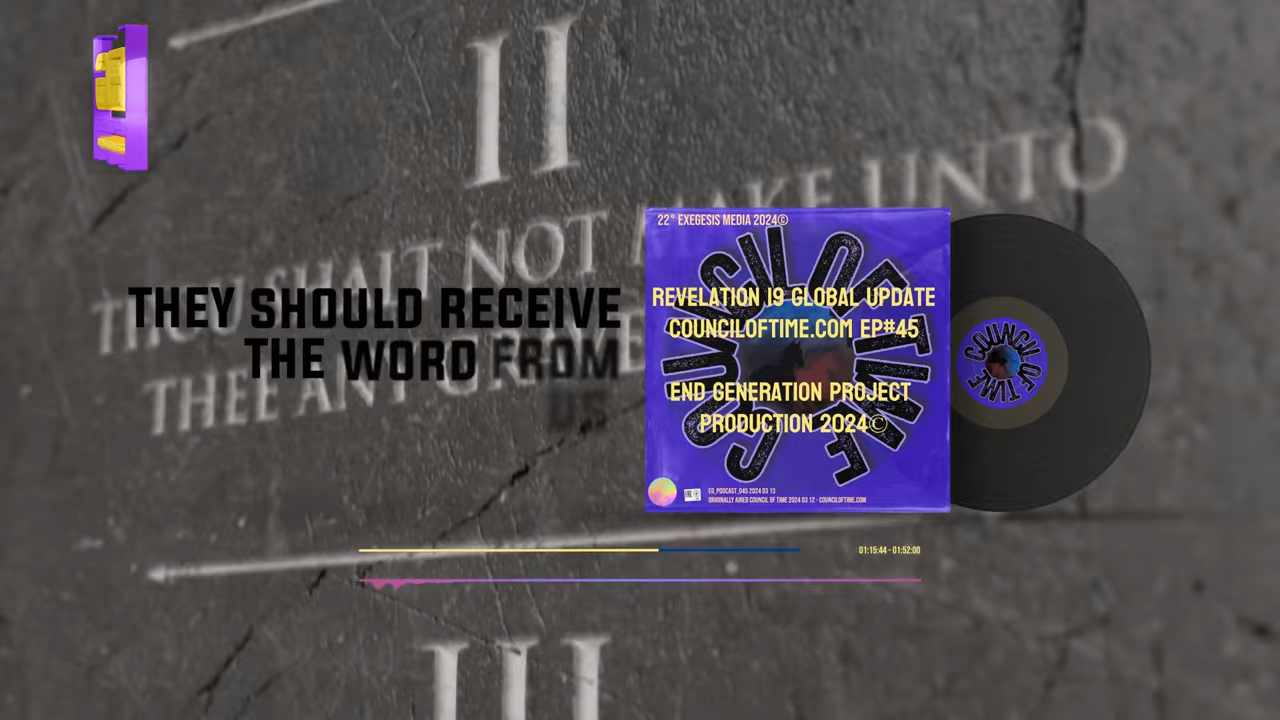 II
THOU SHALT NOT MAKE UNTO
THEE ANY
THEY SHOULD RECEIVE
THE WORD FROM
22° EXEGESIS MEDIA 2024©
COUNCIL OF TIME
REVELATION 19 GLOBAL UPDATE
COUNCILOFTIME.COM EP#45
END GENERATION PROJECT
PRODUCTION 2024©
EG_PODCAST_045 2024 03 13
ORIGINALLY AIRED COUNCIL OF TIME 2024 03 12 - COUNCILOFTIME.COM
COUNCIL OF TIME
01:15:44 - 01:52:00
III